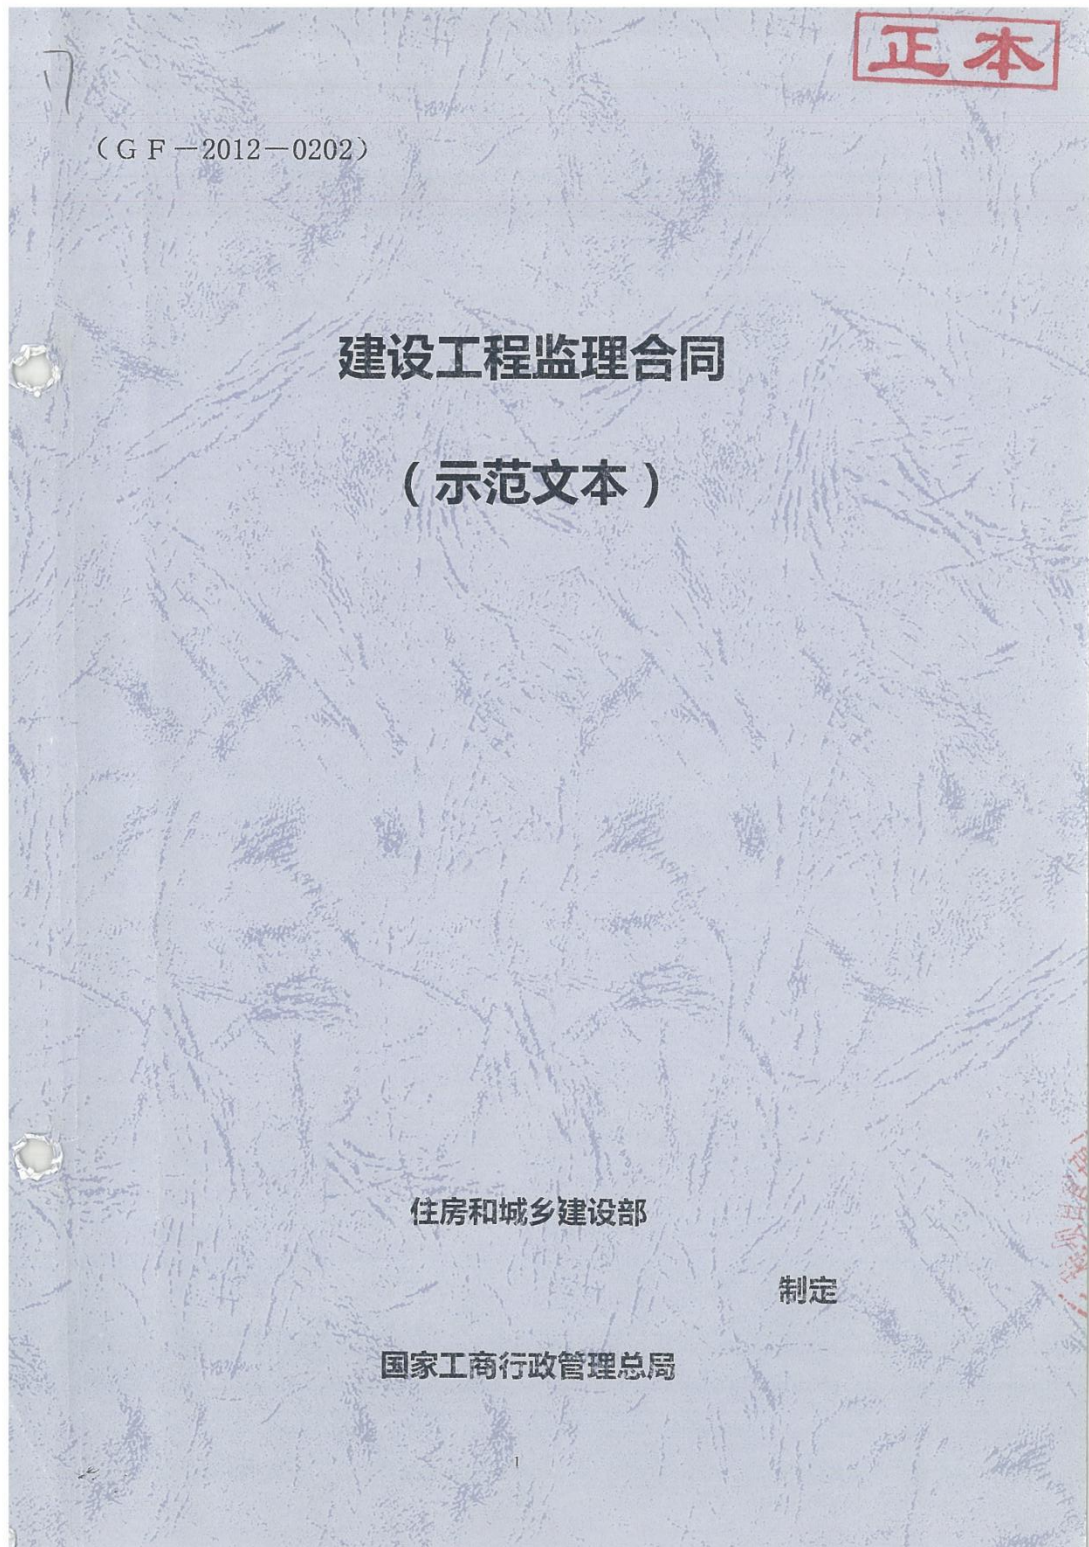 正本
（GF—2012—0202）
建设工程监理合同
（示范文本）
住房和城乡建设部
制定
国家工商行政管理总局
1